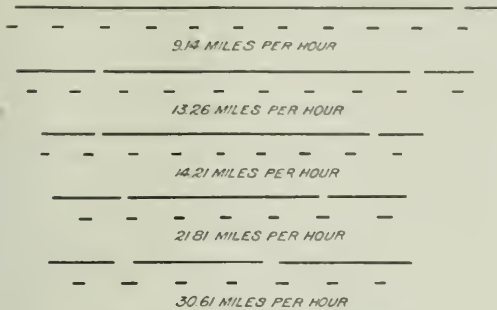 9.14 MILES PER HOUR
13.26 MILES PER HOUR
14.21 MILES PER HOUR
21.81 MILES PER HOUR
30.61 MILES PER HOUR